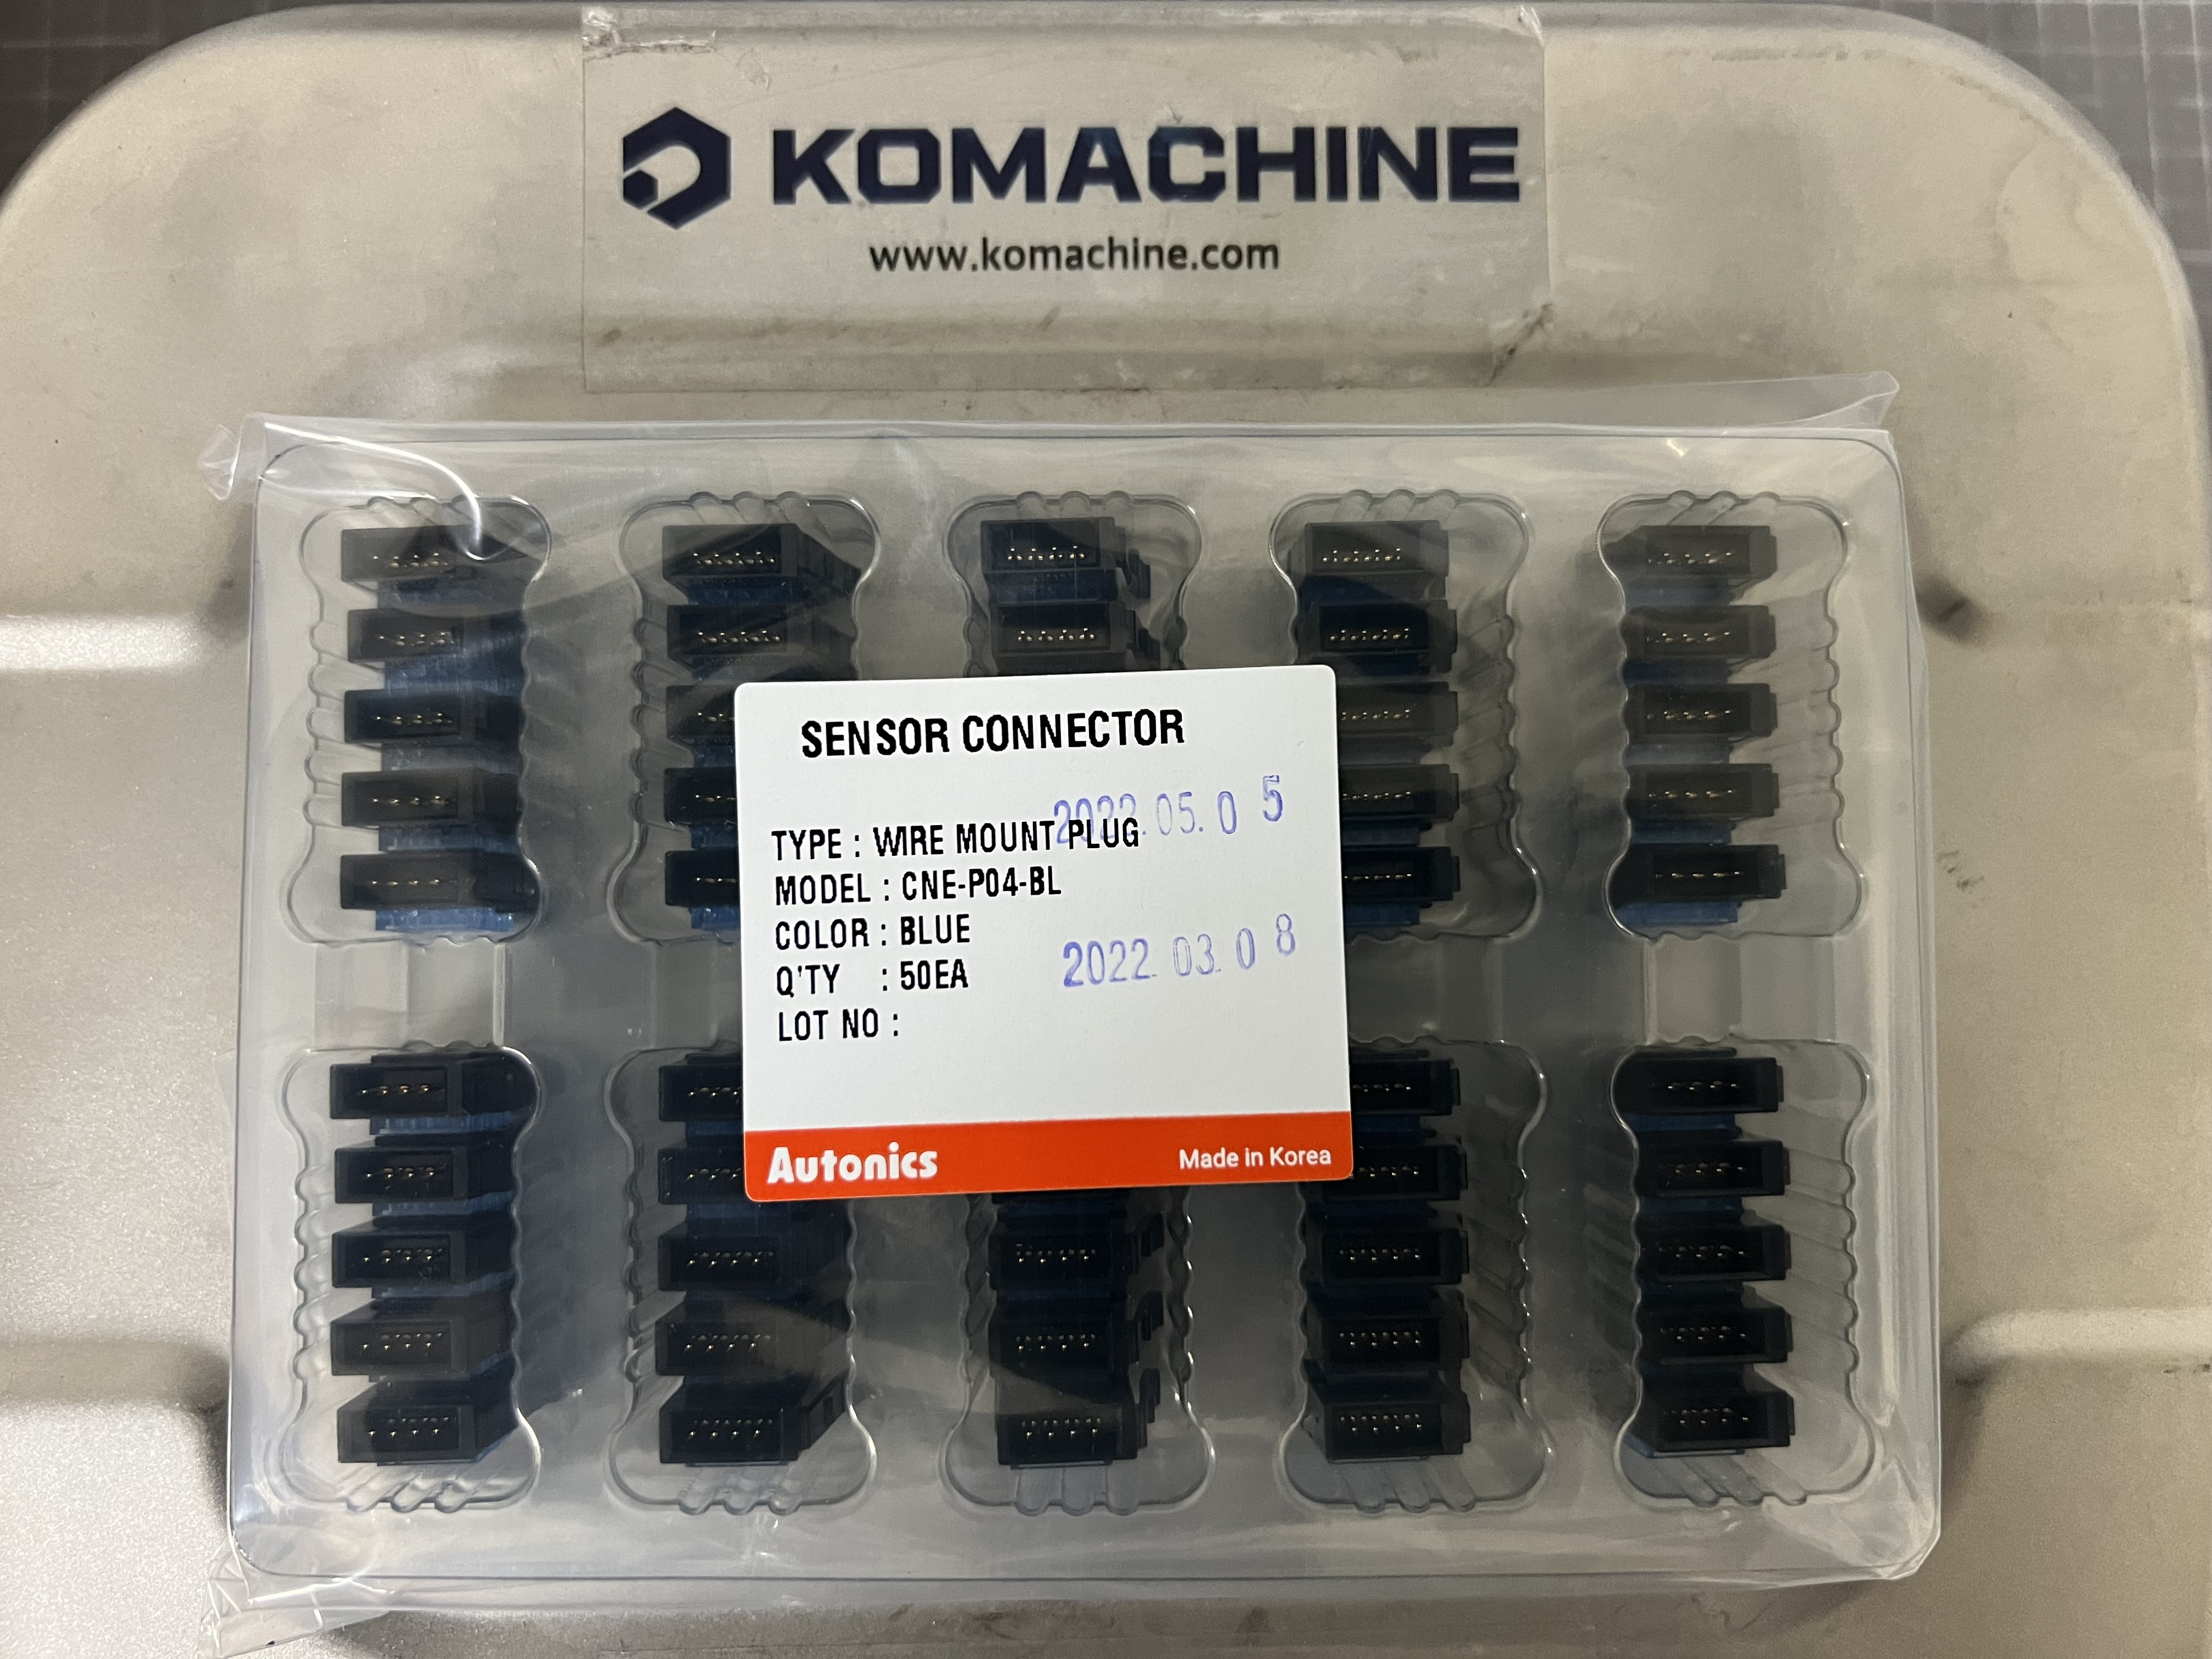 KOMACHINE
www.komachine.com
SENSOR CONNECTOR
2022.05.05
TYPE : WIRE MOUNT PLUG
MODEL : CNE-P04-BL
COLOR : BLUE
2022.03.08
Q'TY : 50EA
LOT NO :
Autonics
Made in Korea